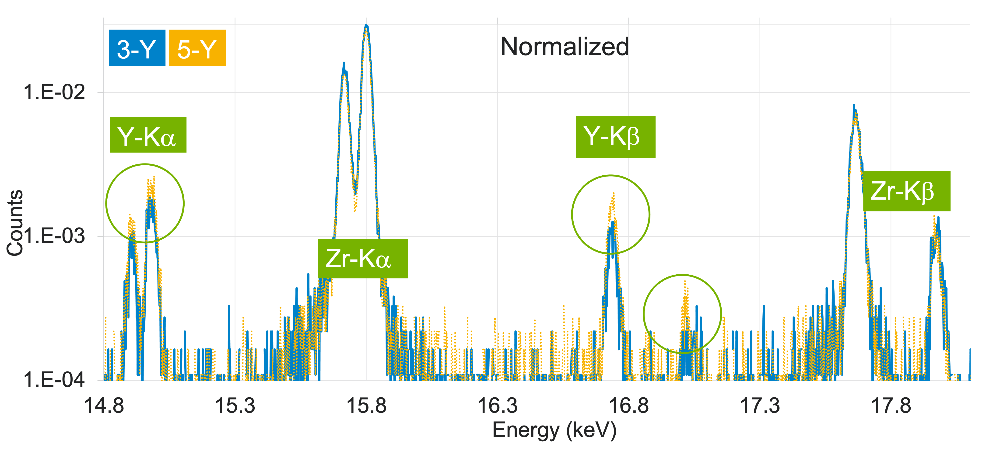 3-Y 5-Y
Normalized
1.E-02
Y-Kα
Y-Kβ
Zr-Kβ
Counts
1.E-03
Zr-Kα
1.E-04
14.8 15.3 15.8 16.3 16.8 17.3 17.8
Energy (keV)